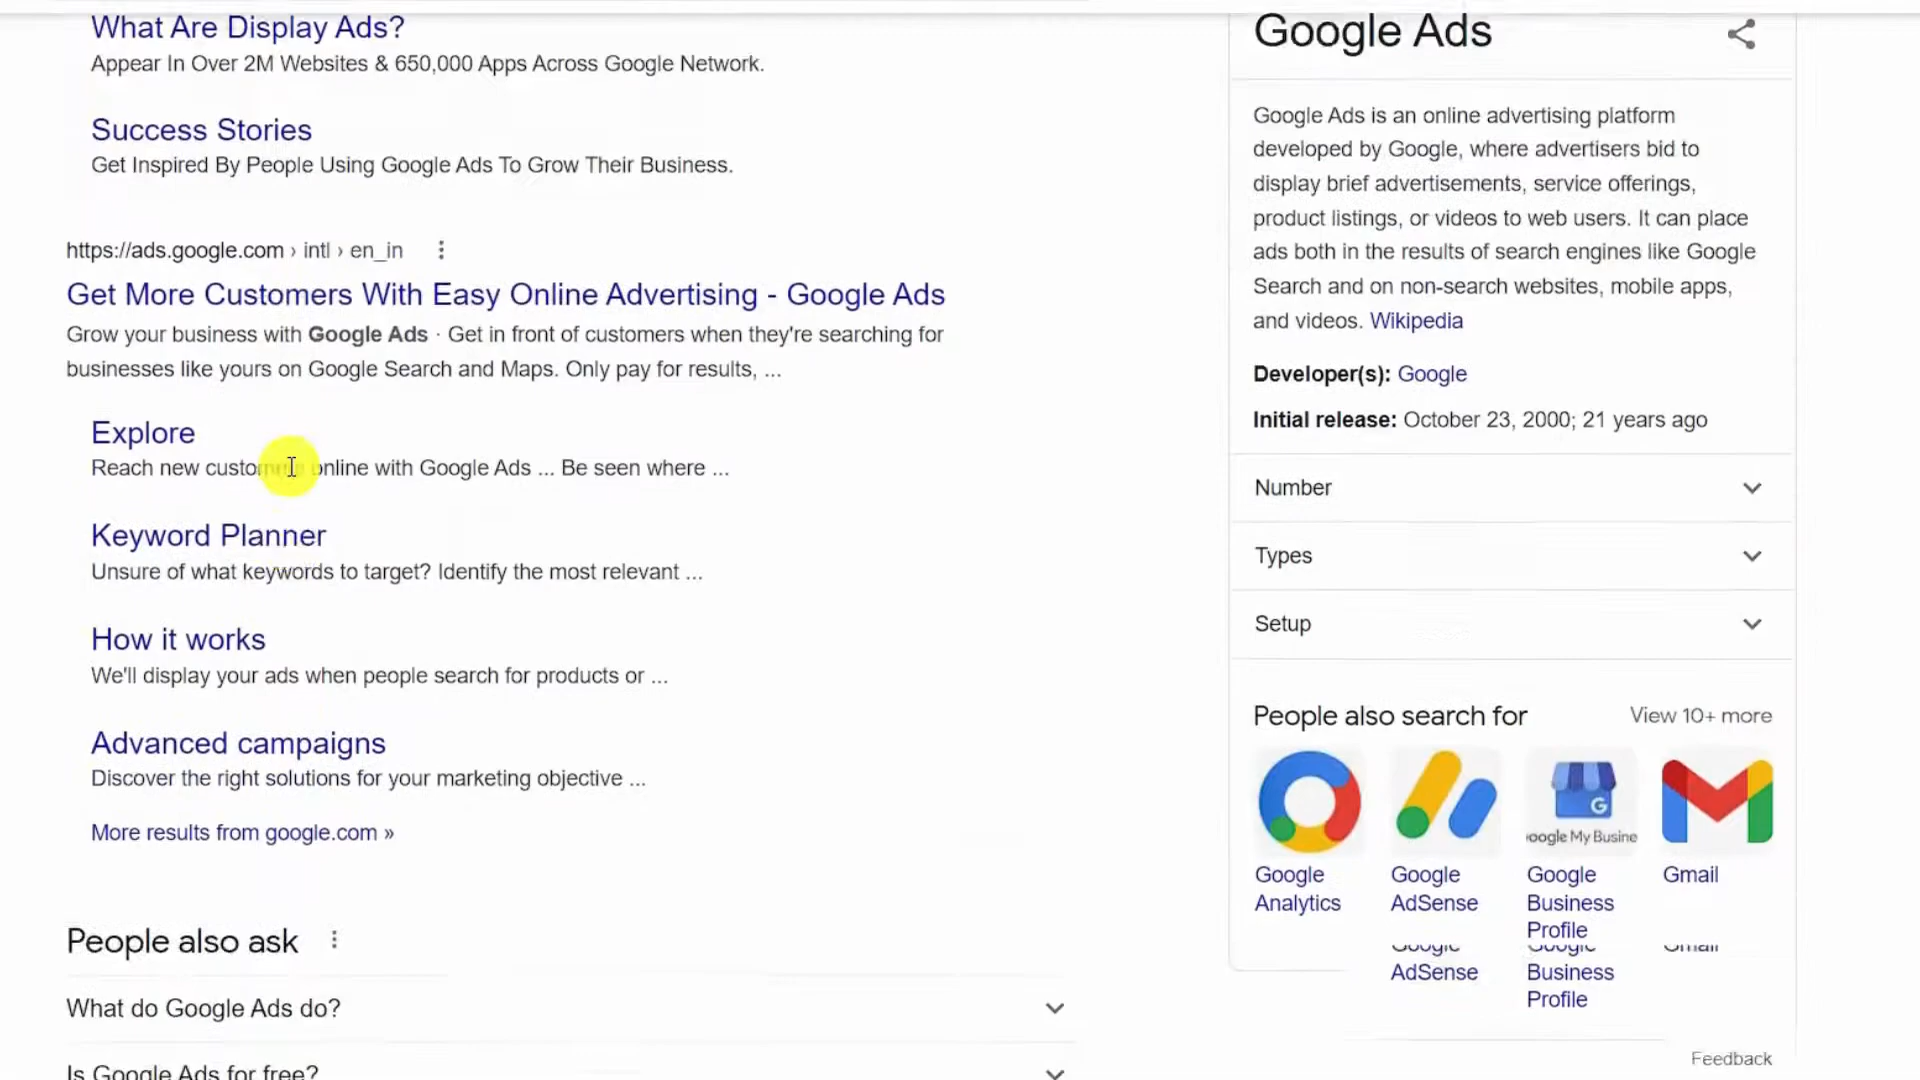 What Are Display Ads?
Appear In Over 2M Websites & 650,000 Apps Across Google Network.
Success Stories
Get Inspired By People Using Google Ads To Grow Their Business.
https://ads.google.com › intl › en_in
Get More Customers With Easy Online Advertising - Google Ads
Grow your business with Google Ads · Get in front of customers when they're searching for
businesses like yours on Google Search and Maps. Only pay for results, ...
Explore
Reach new customers online with Google Ads ... Be seen where ...
Keyword Planner
Unsure of what keywords to target? Identify the most relevant ...
How it works
We'll display your ads when people search for products or ...
Advanced campaigns
Discover the right solutions for your marketing objective ...
More results from google.com »
People also ask
What do Google Ads do?
Is Google Ads for free?
Google Ads
Google Ads is an online advertising platform
developed by Google, where advertisers bid to
display brief advertisements, service offerings,
product listings, or videos to web users. It can place
ads both in the results of search engines like Google
Search and on non-search websites, mobile apps,
and videos. Wikipedia
Developer(s): Google
Initial release: October 23, 2000; 21 years ago
Number
Types
Setup
People also search for
View 10+ more
oogle My Busine
Google
Analytics
Google
AdSense
Google
Business
Profile
Gmail
Google
AdSense
Google
Business
Profile
Gmail
Feedback